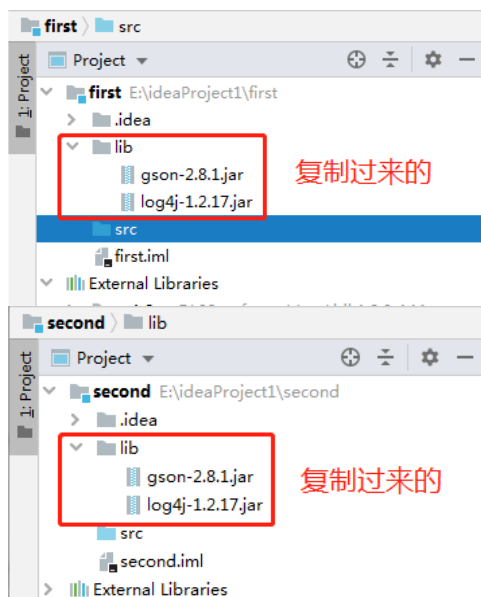 first 〉 src
1: Project
Project
first E:\ideaProject1\first
.idea
lib
gson-2.8.1.jar
log4j-1.2.17.jar
复制过来的
src
first.iml
External Libraries
second 〉 lib
1: Project
Project
second E:\ideaProject1\second
.idea
lib
gson-2.8.1.jar
log4j-1.2.17.jar
复制过来的
src
second.iml
External Libraries